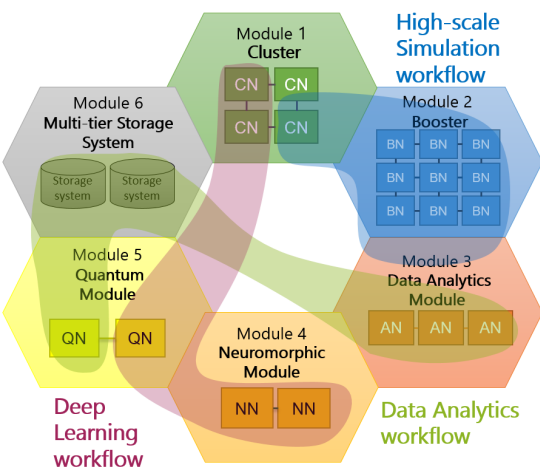 High-scale
Simulation
workflow
Module 1
Cluster
CN CN
CN CN
Module 2
Booster
BN BN BN
BN BN BN
BN BN BN
Module 6
Multi-tier Storage
System
Storage
system
Storage
system
Module 3
Data Analytics
Module
AN AN AN
Module 5
Quantum
Module
QN QN
Module 4
Neuromorphic
Module
NN NN
Deep
Learning
workflow
Data Analytics
workflow